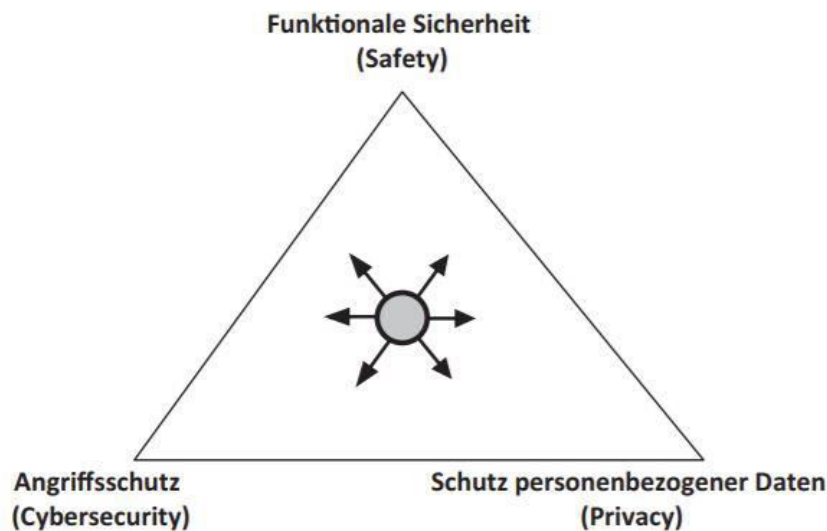 Funktionale Sicherheit
(Safety)
Angriffsschutz
(Cybersecurity)
Schutz personenbezogener Daten
(Privacy)